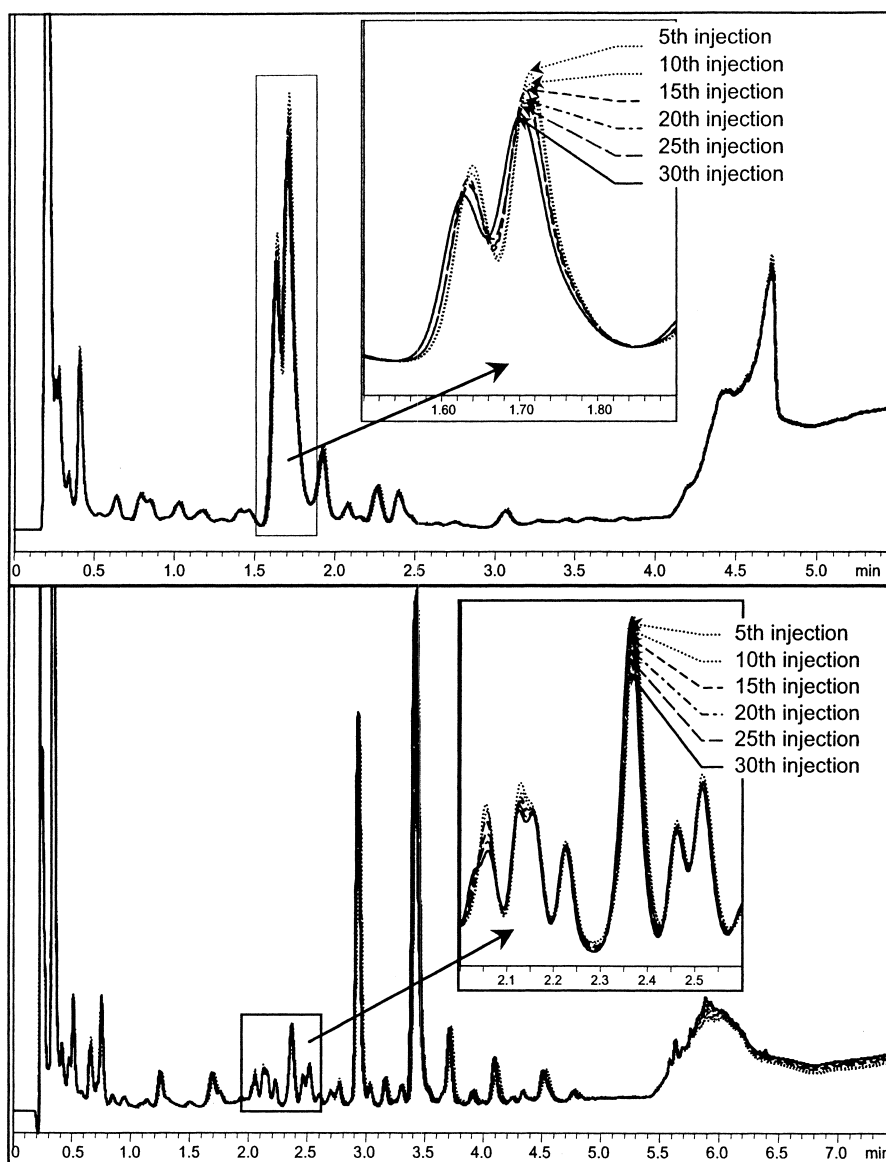 5th injection
10th injection
15th injection
20th injection
25th injection
30th injection
1.60 1.70 1.80
0 0.5 1.0 1.5 2.0 2.5 3.0 3.5 4.0 4.5 min 5.0
5th injection
10th injection
15th injection
20th injection
25th injection
30th injection
2.1 2.2 2.3 2.4 2.5
0 0.5 1.0 1.5 2.0 2.5 3.0 3.5 4.0 4.5 5.0 5.5 6.0 6.5 7.0 min